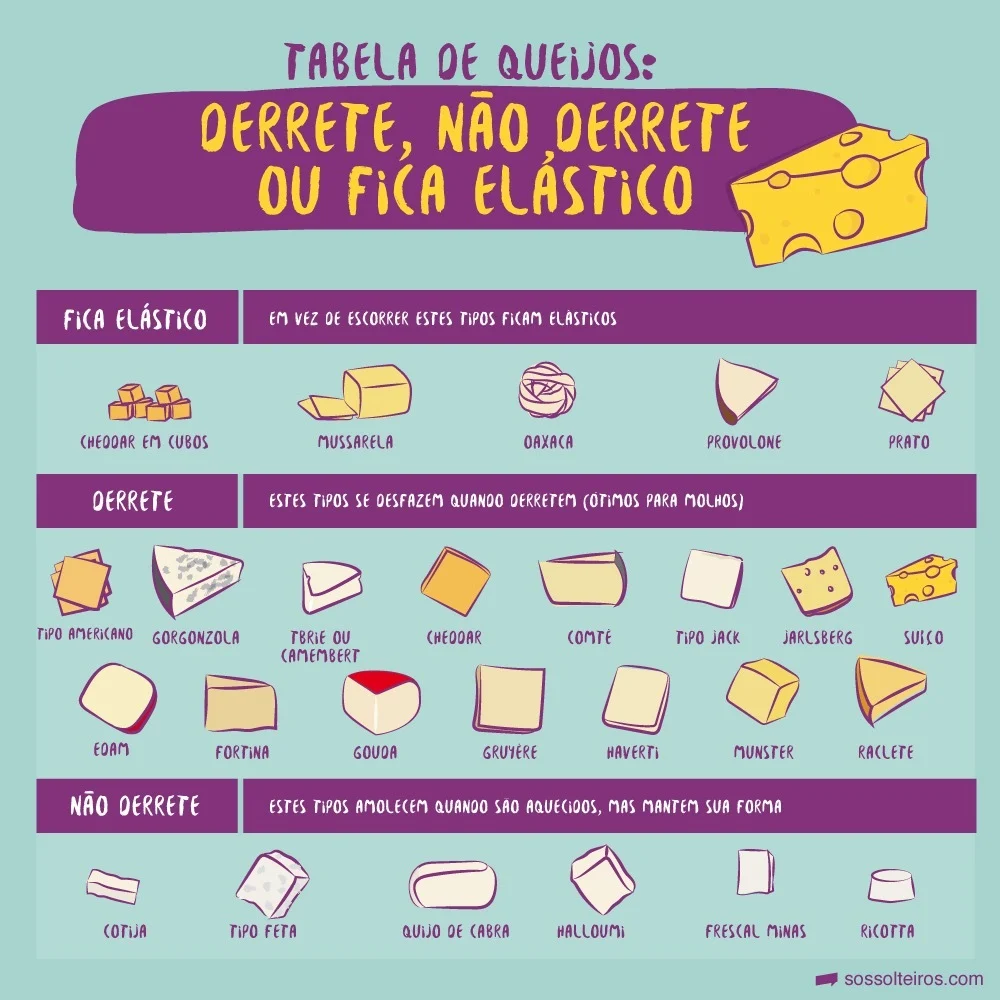 TABELA DE QUEIJOS:
DERRETE, NÃO DERRETE
OU FICA ELÁSTICO
FICA ELÁSTICO
EM VEZ DE ESCORRER ESTES TIPOS FICAM ELÁSTICOS
CHEDDAR EM CUBOS
MUSSARELA
OAXACA
PROVOLONE
PRATO
DERRETE
ESTES TIPOS SE DESFAZEM QUANDO DERRETEM (ÓTIMOS PARA MOLHOS)
TIPO AMERICANO
GORGONZOLA
TBRIE OU
CAMEMBERT
CHEDDAR
COMTÉ
TIPO JACK
JARLSBERG
SUÍÇO
EDAM
FORTINA
GOUDA
GRUYÉRE
HAVERTI
MUNSTER
RACLETE
NÃO DERRETE
ESTES TIPOS AMOLECEM QUANDO SÃO AQUECIDOS, MAS MANTEM SUA FORMA
COTIJA
TIPO FETA
QUIJO DE CABRA
HALLOUMI
FRESCAL MINAS
RICOTTA
sossolteiros.com